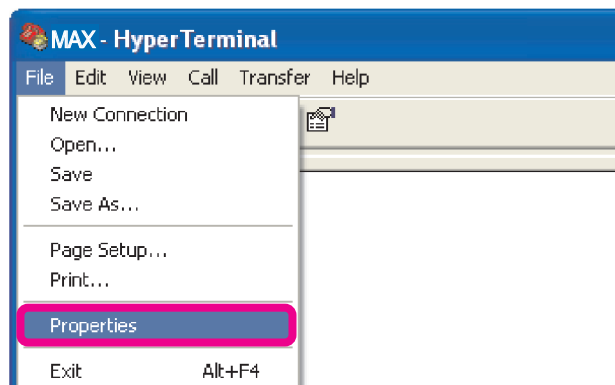 MAX - HyperTerminal
File Edit View Call Transfer Help
New Connection
Open...
Save
Save As...
Page Setup...
Print...
Properties
Exit Alt+F4